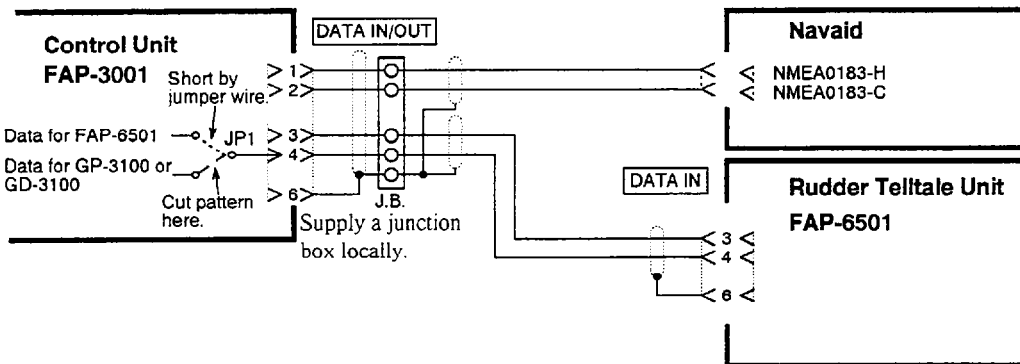 DATA IN/OUT
Control Unit
FAP-3001
Short by
jumper wire.
Data for FAP-6501
JP1
Data for GP-3100 or
GD-3100
Cut pattern
here.
1
2
3
4
6
J.B.
Supply a junction
box locally.
Navaid
NMEA0183-H
NMEA0183-C
DATA IN
Rudder Telltale Unit
FAP-6501
3
4
6